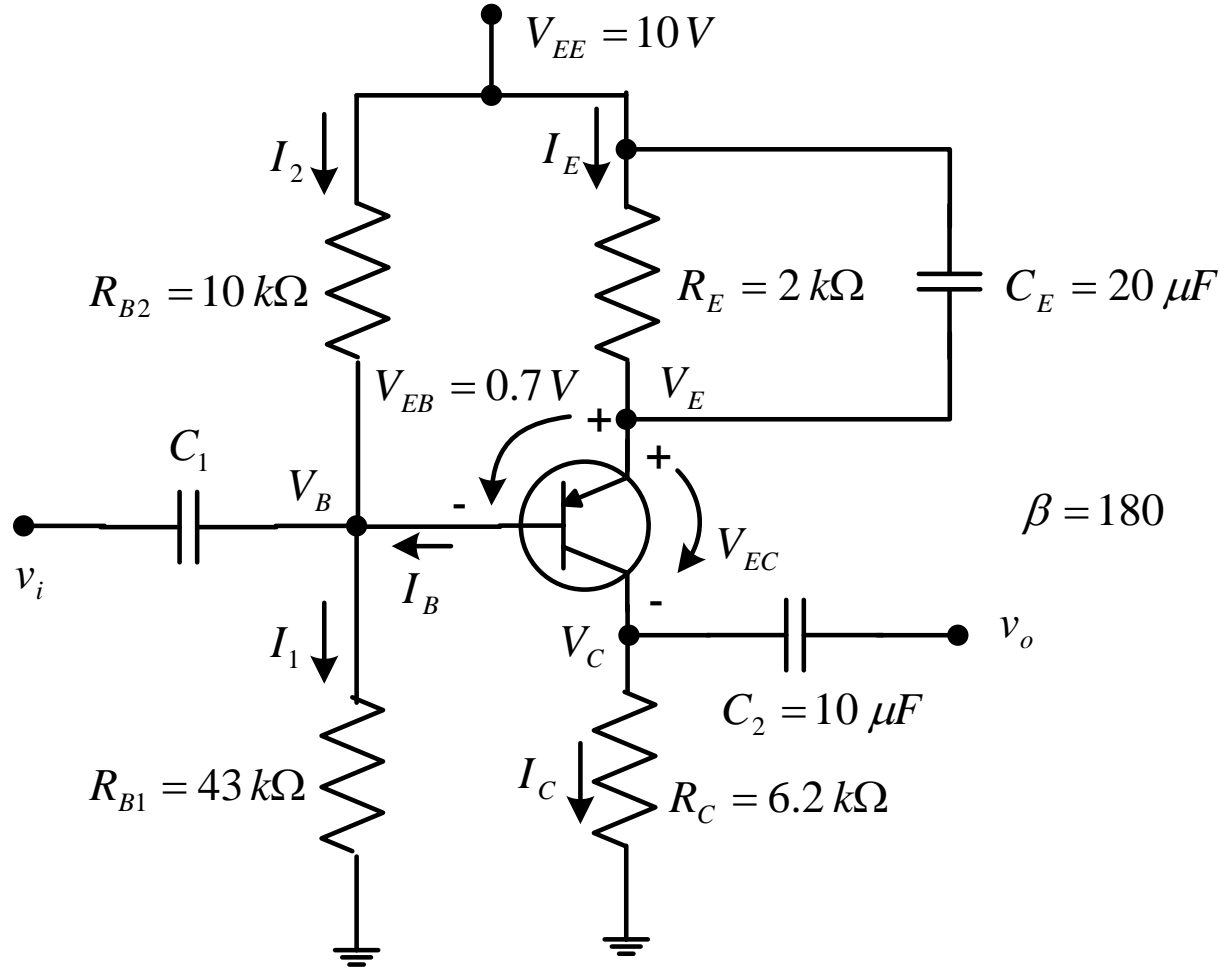 V_EE = 10 V
I_2
I_E
R_B2 = 10 kΩ
R_E = 2 kΩ
C_E = 20 μF
V_EB = 0.7 V
V_E
+
+
C_1
V_B
-
β = 180
V_EC
v_i
I_B
-
I_1
V_C
v_o
C_2 = 10 μF
I_C
R_B1 = 43 kΩ
R_C = 6.2 kΩ